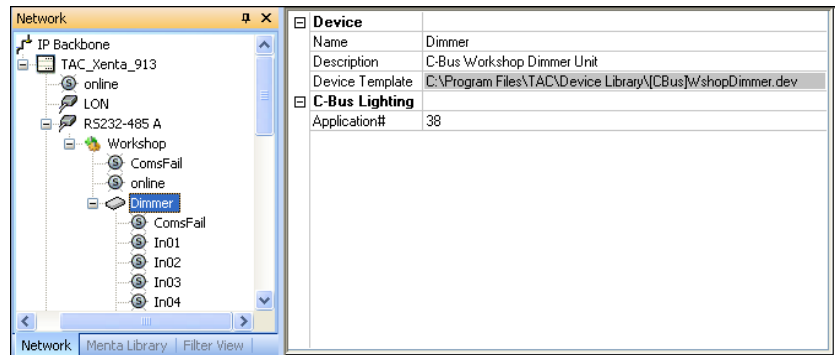 Network
IP Backbone
TAC_Xenta_913
online
LON
RS232-485 A
Workshop
ComsFail
online
Dimmer
ComsFail
In01
In02
In03
In04
Network Menta Library Filter View
Device
Name Dimmer
Description C-Bus Workshop Dimmer Unit
Device Template C:\Program Files\TAC\Device Library\[CBus]WshopDimmer.dev
C-Bus Lighting
Application# 38